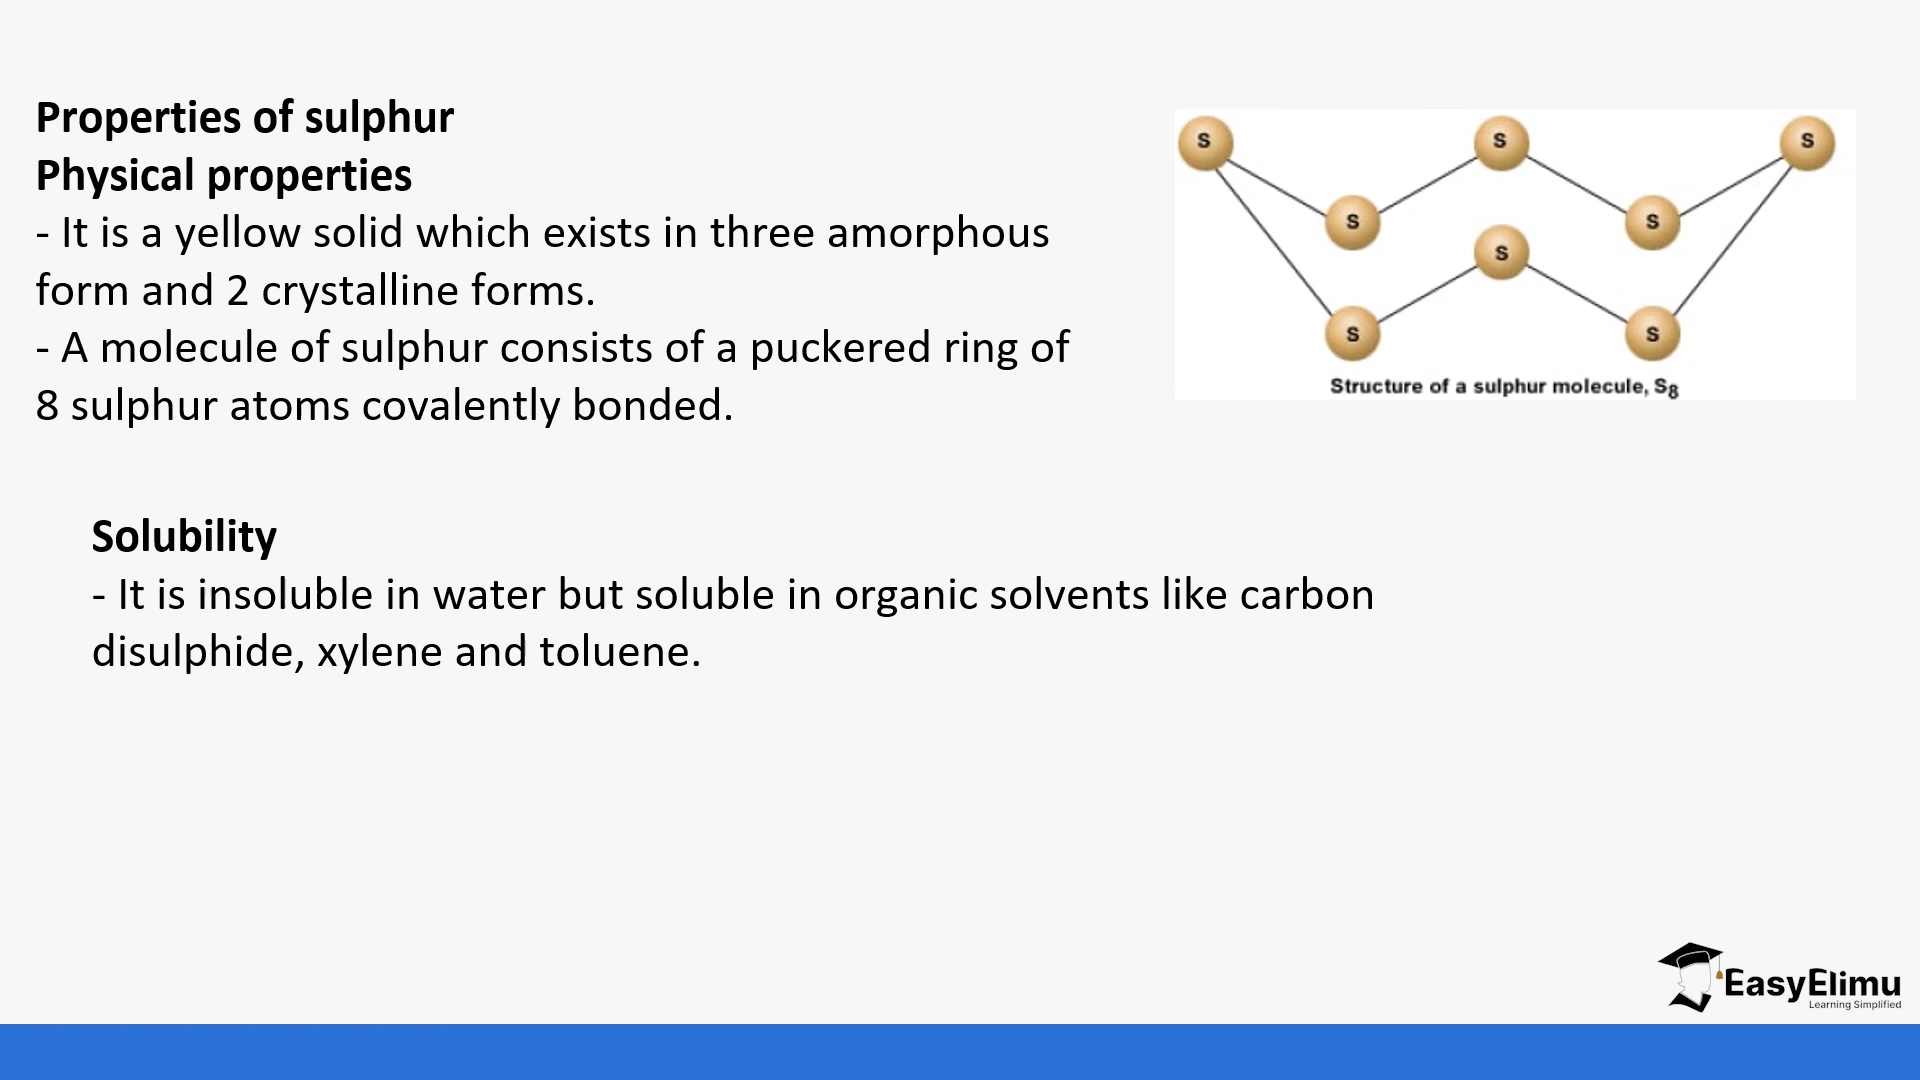 Properties of sulphur
Physical properties
- It is a yellow solid which exists in three amorphous
form and 2 crystalline forms.
- A molecule of sulphur consists of a puckered ring of
8 sulphur atoms covalently bonded.
S S S
S S
S
S S
Structure of a sulphur molecule, S8
Solubility
- It is insoluble in water but soluble in organic solvents like carbon
disulphide, xylene and toluene.
EasyElimu
Learning Simplified